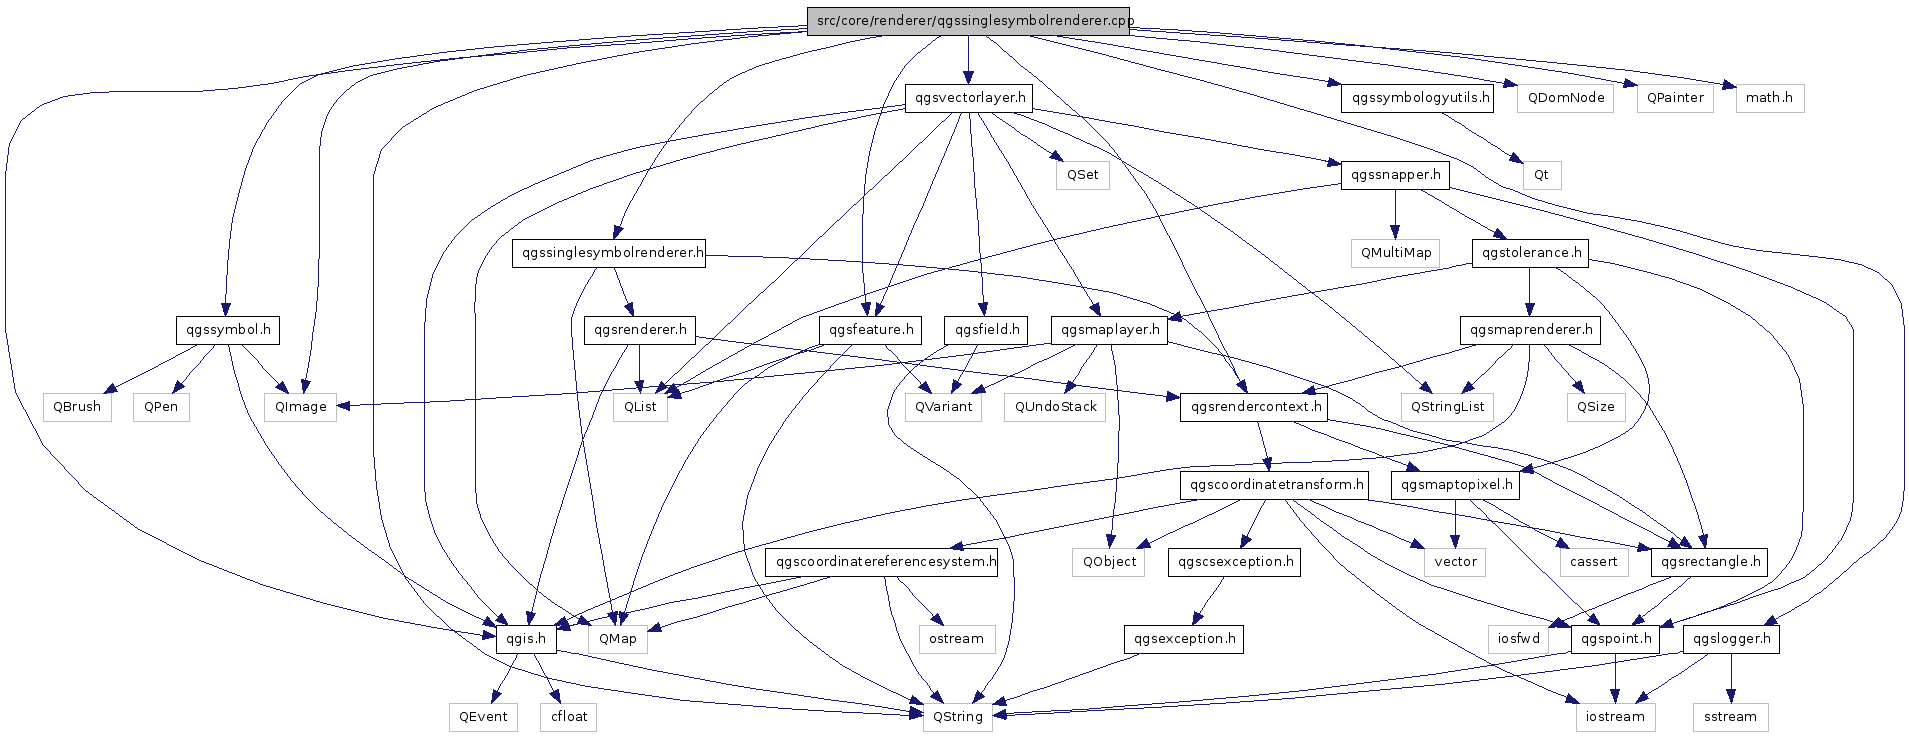 src/core/renderer/qgssinglesymbolrenderer.cpp
qgsvectorlayer.h
qgssymbologyutils.h
QDomNode
QPainter
math.h
QSet
qgssnapper.h
Qt
qgssinglesymbolrenderer.h
QMultiMap
qgstolerance.h
qgssymbol.h
qgsrenderer.h
qgsfeature.h
qgsfield.h
qgsmaplayer.h
qgsmaprenderer.h
QBrush
QPen
QImage
QList
QVariant
QUndoStack
qgsrendercontext.h
QStringList
QSize
qgscoordinatetransform.h
qgsmaptopixel.h
qgscoordinatereferencesystem.h
QObject
qgscsexception.h
vector
cassert
qgsrectangle.h
qgis.h
QMap
ostream
qgsexception.h
iosfwd
qgspoint.h
qgslogger.h
QEvent
cfloat
QString
iostream
sstream